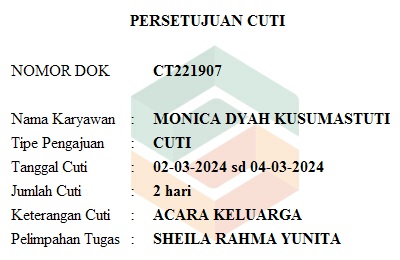 PERSETUJUAN CUTI
NOMOR DOK CT221907
Nama Karyawan : MONICA DYAH KUSUMASTUTI
Tipe Pengajuan : CUTI
Tanggal Cuti : 02-03-2024 sd 04-03-2024
Jumlah Cuti : 2 hari
Keterangan Cuti : ACARA KELUARGA
Pelimpahan Tugas : SHEILA RAHMA YUNITA